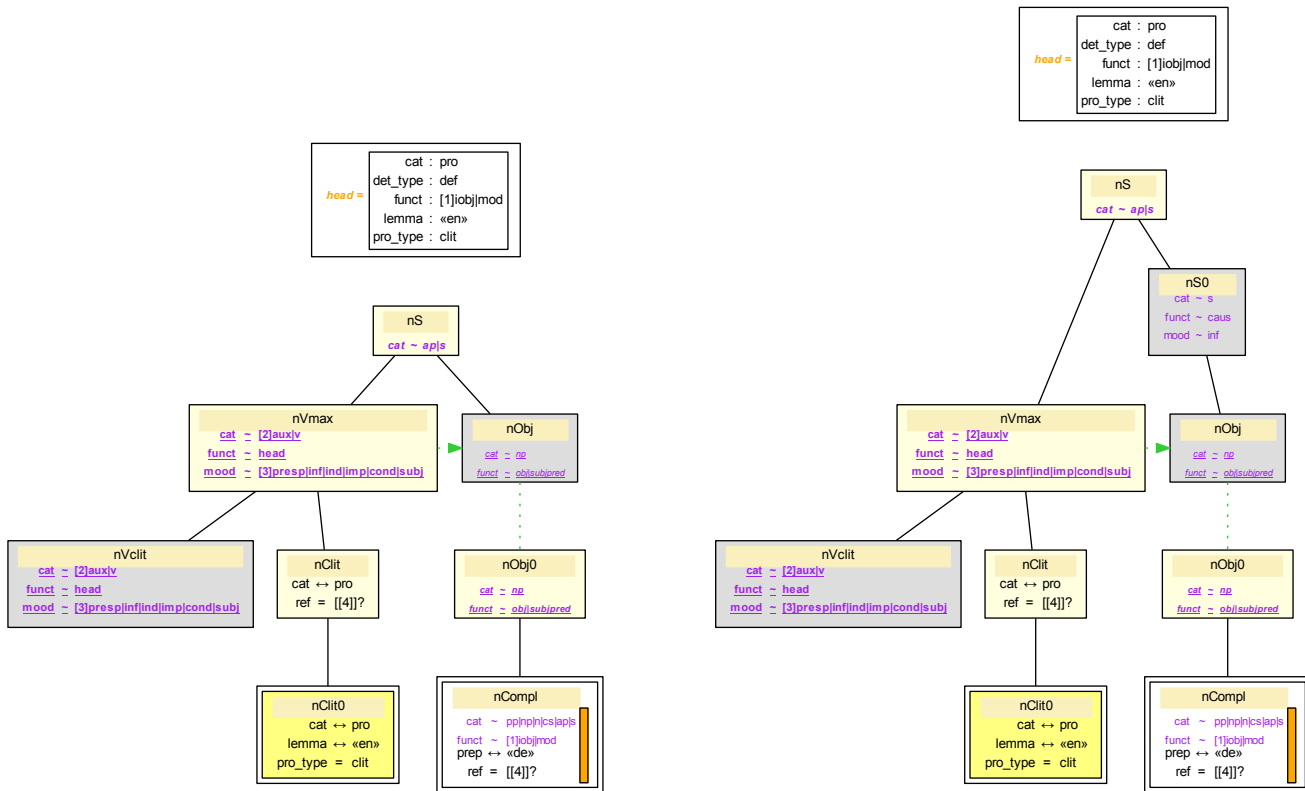 head =
cat : pro
det_type : def
funct : [1]iobj|mod
lemma : «en»
pro_type : clit
nS
cat ~ ap|s
nVmax
cat ~ [2]aux|v
funct ~ head
mood ~ [3]presp|inf|ind|imp|cond|subj
nObj
cat ~ np
funct ~ obj|subjpred
nVclit
cat ~ [2]aux|v
funct ~ head
mood ~ [3]presp|inf|ind|imp|cond|subj
nClit
cat ↔ pro
ref = [[4]]?
nObj0
cat ~ np
funct ~ obj|subjpred
nClit0
cat ↔ pro
lemma ↔ «en»
pro_type = clit
nCompl
cat ~ pp|np|n|cs|ap|s
funct ~ [1]iobj|mod
prep ↔ «de»
ref = [[4]]?
head =
cat : pro
det_type : def
funct : [1]iobj|mod
lemma : «en»
pro_type : clit
nS
cat ~ ap|s
nS0
cat ~ s
funct ~ caus
mood ~ inf
nVmax
cat ~ [2]aux|v
funct ~ head
mood ~ [3]presp|inf|ind|imp|cond|subj
nObj
cat ~ np
funct ~ obj|subjpred
nVclit
cat ~ [2]aux|v
funct ~ head
mood ~ [3]presp|inf|ind|imp|cond|subj
nClit
cat ↔ pro
ref = [[4]]?
nObj0
cat ~ np
funct ~ obj|subjpred
nClit0
cat ↔ pro
lemma ↔ «en»
pro_type = clit
nCompl
cat ~ pp|np|n|cs|ap|s
funct ~ [1]iobj|mod
prep ↔ «de»
ref = [[4]]?